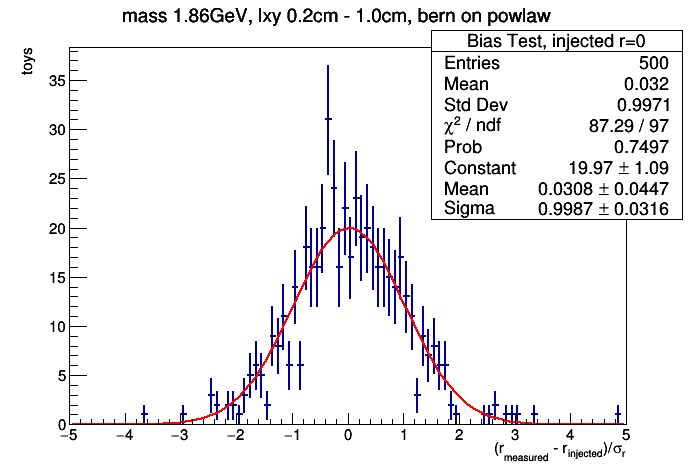 mass 1.86GeV, lxy 0.2cm - 1.0cm, bern on powlaw
Bias Test, injected r=0
Entries 500
Mean 0.032
Std Dev 0.9971
χ² / ndf 87.29 / 97
Prob 0.7497
Constant 19.97 ± 1.09
Mean 0.0308 ± 0.0447
Sigma 0.9987 ± 0.0316
toys
35
30
25
20
15
10
5
0
−5 −4 −3 −2 −1 0 1 2 3 4 5
(r_measured - r_injected)/σ_r